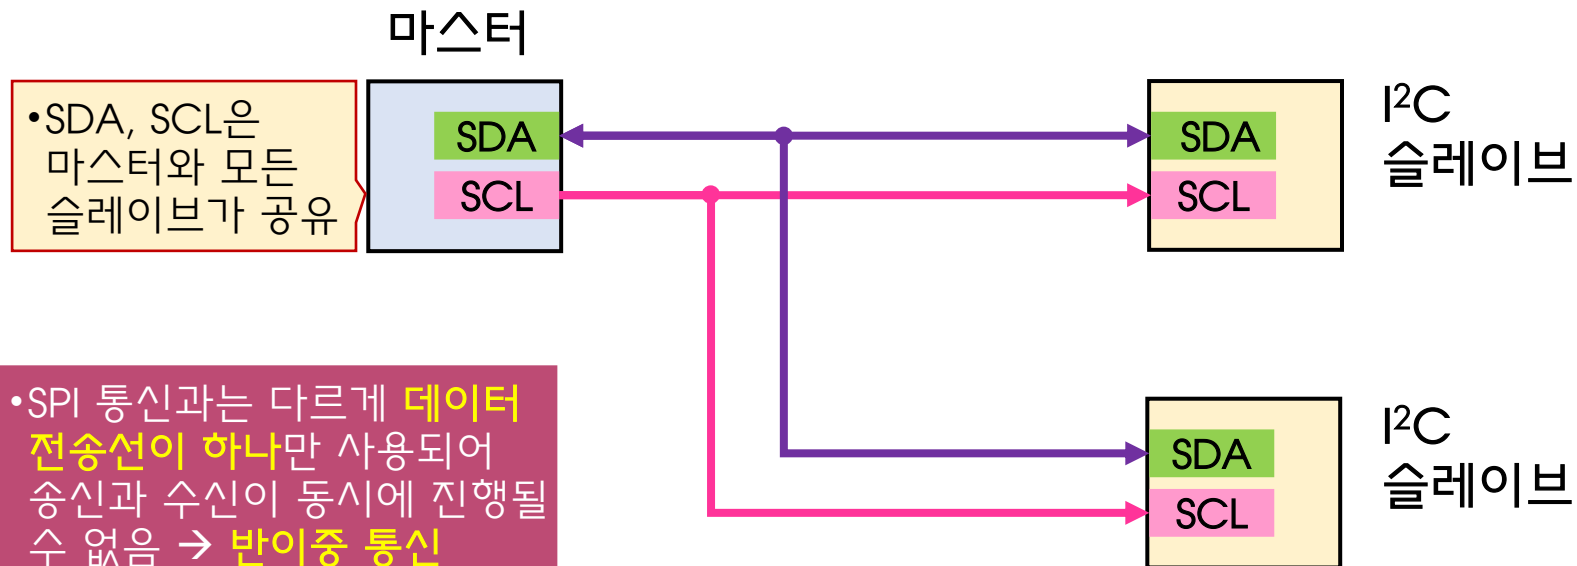 마스터
•SDA, SCL은
마스터와 모든
슬레이브가 공유
SDA
SCL
SDA
SCL
I²C
슬레이브
•SPI 통신과는 다르게 데이터
전송선이 하나만 사용되어
송신과 수신이 동시에 진행될
수 없음 → 반이중 통신
SDA
SCL
I²C
슬레이브